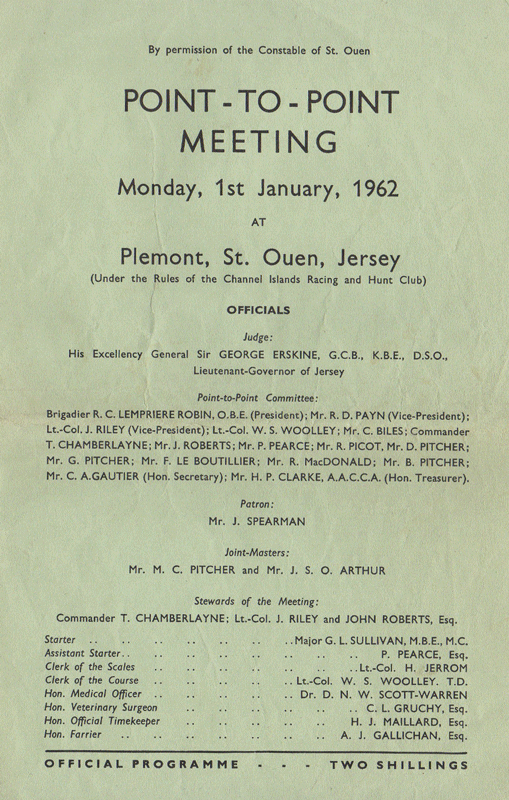 By permission of the Constable of St. Ouen
POINT-TO-POINT
MEETING
Monday, 1st January, 1962
AT
Plemont, St. Ouen, Jersey
(Under the Rules of the Channel Islands Racing and Hunt Club)
OFFICIALS
Judge:
His Excellency General Sir GEORGE ERSKINE, G.C.B., K.B.E., D.S.O.,
Lieutenant-Governor of Jersey
Point-to-Point Committee:
Brigadier R. C. LEMPRIERE ROBIN, O.B.E. (President); Mr. R. D. PAYN (Vice-President);
Lt.-Col. J. RILEY (Vice-President); Lt.-Col. W. S. WOOLLEY; Mr. C. BILES; Commander
T. CHAMBERLAYNE; Mr. J. ROBERTS; Mr. P. PEARCE; Mr. R. PICOT, Mr. D. PITCHER;
Mr. G. PITCHER; Mr. F. LE BOUTILLIER; Mr. R. MacDONALD; Mr. B. PITCHER;
Mr. C. A.GAUTIER (Hon. Secretary); Mr. H. P. CLARKE, A.A.C.C.A. (Hon. Treasurer).
Patron:
Mr. J. SPEARMAN
Joint-Masters:
Mr. M. C. PITCHER and Mr. J. S. O. ARTHUR
Stewards of the Meeting:
Commander T. CHAMBERLAYNE; Lt.-Col. J. RILEY and JOHN ROBERTS, Esq.
Starter .. .. .. .. .. .. .. Major G. L. SULLIVAN, M.B.E., M.C.
Assistant Starter.. .. .. .. .. .. .. .. P. PEARCE, Esq.
Clerk of the Scales .. .. .. .. .. .. ..Lt.-Col. H. JERROM
Clerk of the Course .. .. .. .. ..Lt.-Col. W. S. WOOLLEY. T.D.
Hon. Medical Officer .. .. .. .. .. Dr. D. N. W. SCOTT-WARREN
Hon. Veterinary Surgeon .. .. .. .. .. .. C. L. GRUCHY, Esq.
Hon. Official Timekeeper .. .. .. .. .. H. J. MAILLARD, Esq.
Hon. Farrier .. .. .. .. .. .. .. A. J. GALLICHAN, Esq.
OFFICIAL PROGRAMME - - - TWO SHILLINGS